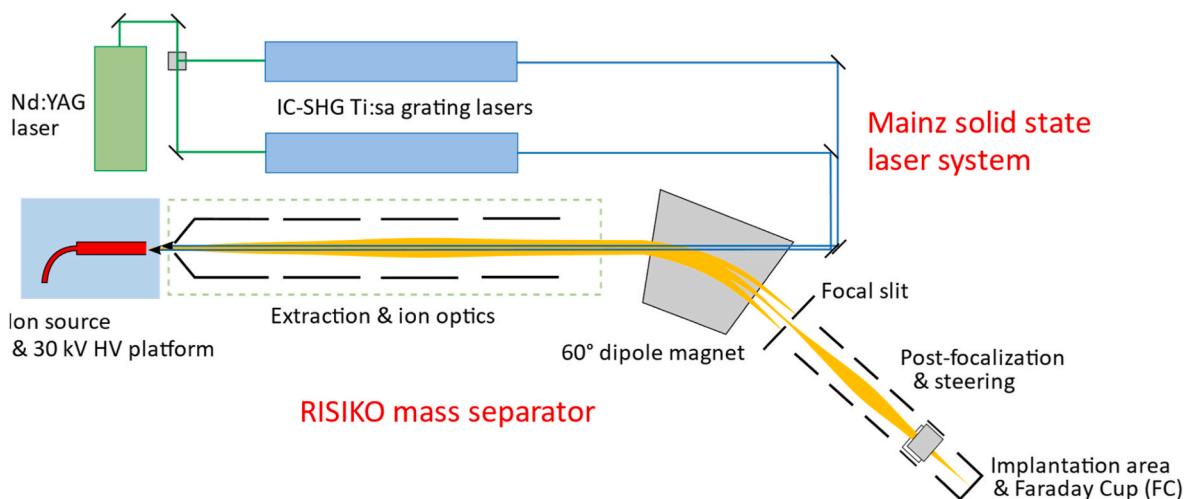 Nd:YAG
laser
IC-SHG Ti:sa grating lasers
Mainz solid state
laser system
Ion source
& 30 kV HV platform
Extraction & ion optics
60° dipole magnet
Focal slit
Post-focalization
& steering
RISIKO mass separator
Implantation area
& Faraday Cup (FC)